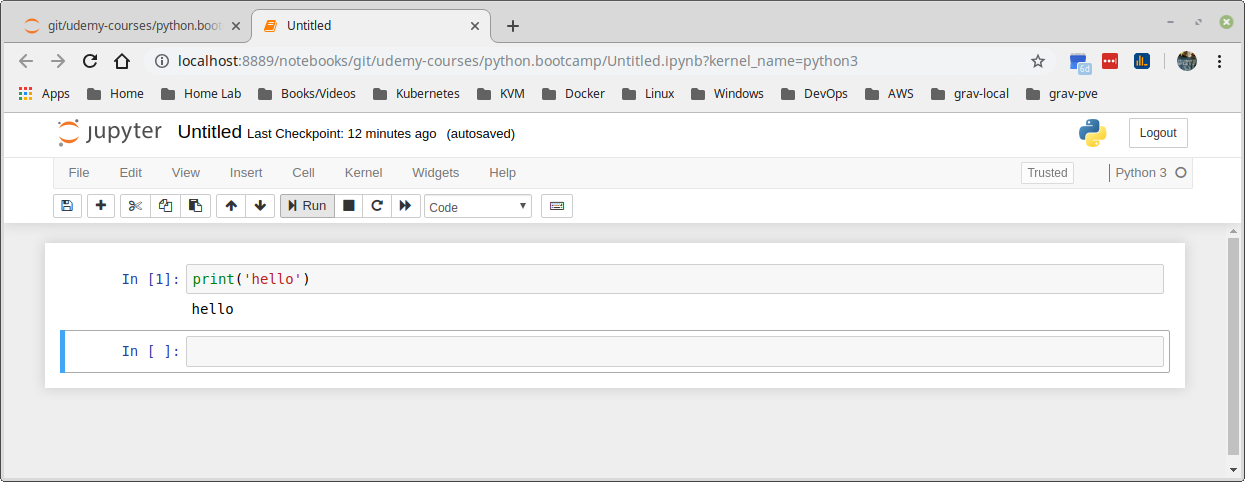 git/udemy-courses/python.boot
Untitled
localhost:8889/notebooks/git/udemy-courses/python.bootcamp/Untitled.ipynb?kernel_name=python3
6d
Apps Home Home Lab Books/Videos Kubernetes KVM Docker Linux Windows DevOps AWS grav-local grav-pve
jupyter Untitled Last Checkpoint: 12 minutes ago (autosaved) Logout
File Edit View Insert Cell Kernel Widgets Help Trusted Python 3
Run Code
In [1]: print('hello')
hello
In [ ]: